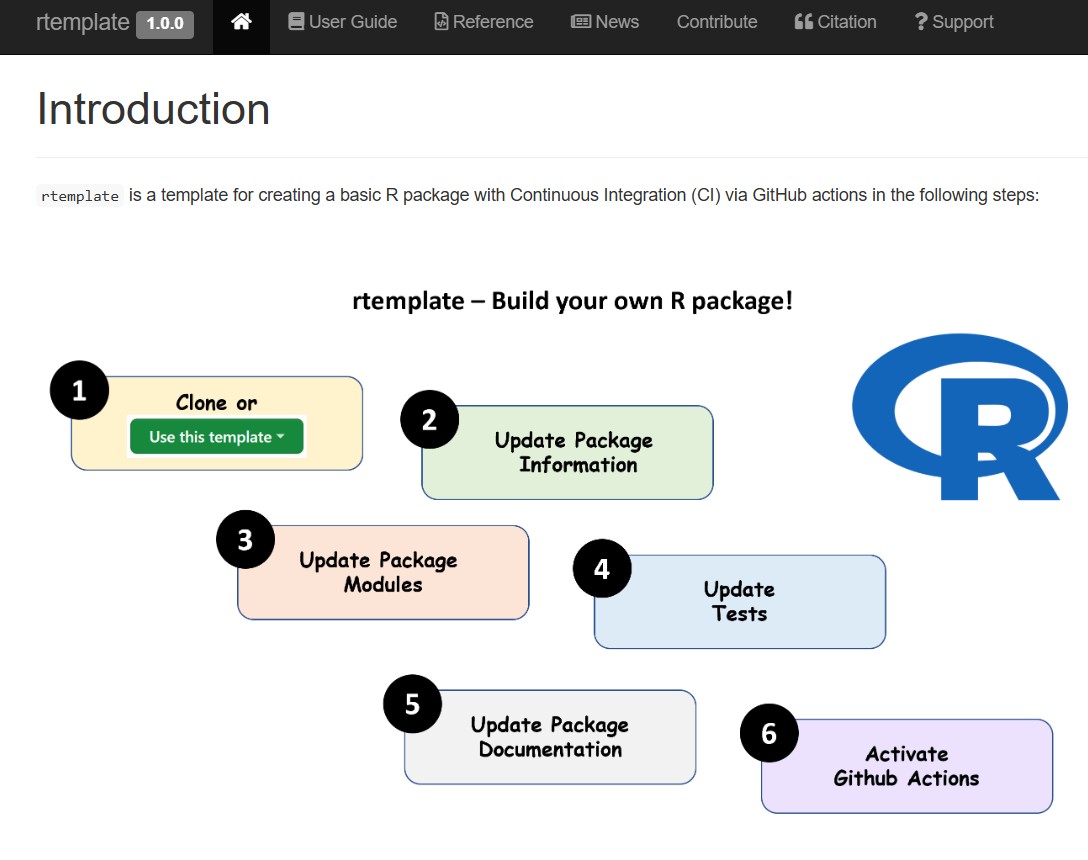 rtemplate 1.0.0 User Guide Reference News Contribute Citation Support
Introduction
rtemplate is a template for creating a basic R package with Continuous Integration (CI) via GitHub actions in the following steps:
rtemplate – Build your own R package!
1
Clone or
Use this template
2
Update Package
Information
R
3
Update Package
Modules
4
Update
Tests
5
Update Package
Documentation
6
Activate
Github Actions